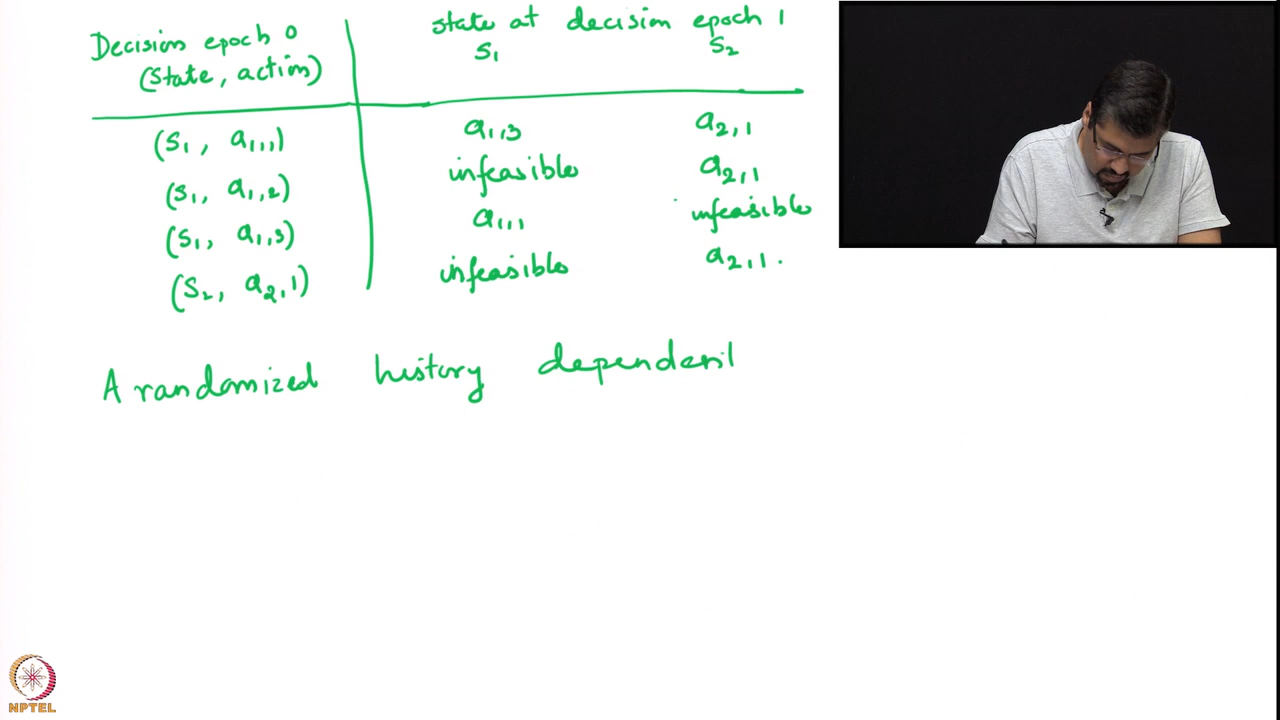 Decision epoch 0
(state, action)
state at decision epoch 1
s₁ s₂
(s₁, a₁,₁) a₁,₃ a₂,₁
(s₁, a₁,₂) infeasible a₂,₁
(s₁, a₁,₃) a₁,₁ infeasible
(s₂, a₂,₁) infeasible a₂,₁.
A randomized history dependent
NPTEL